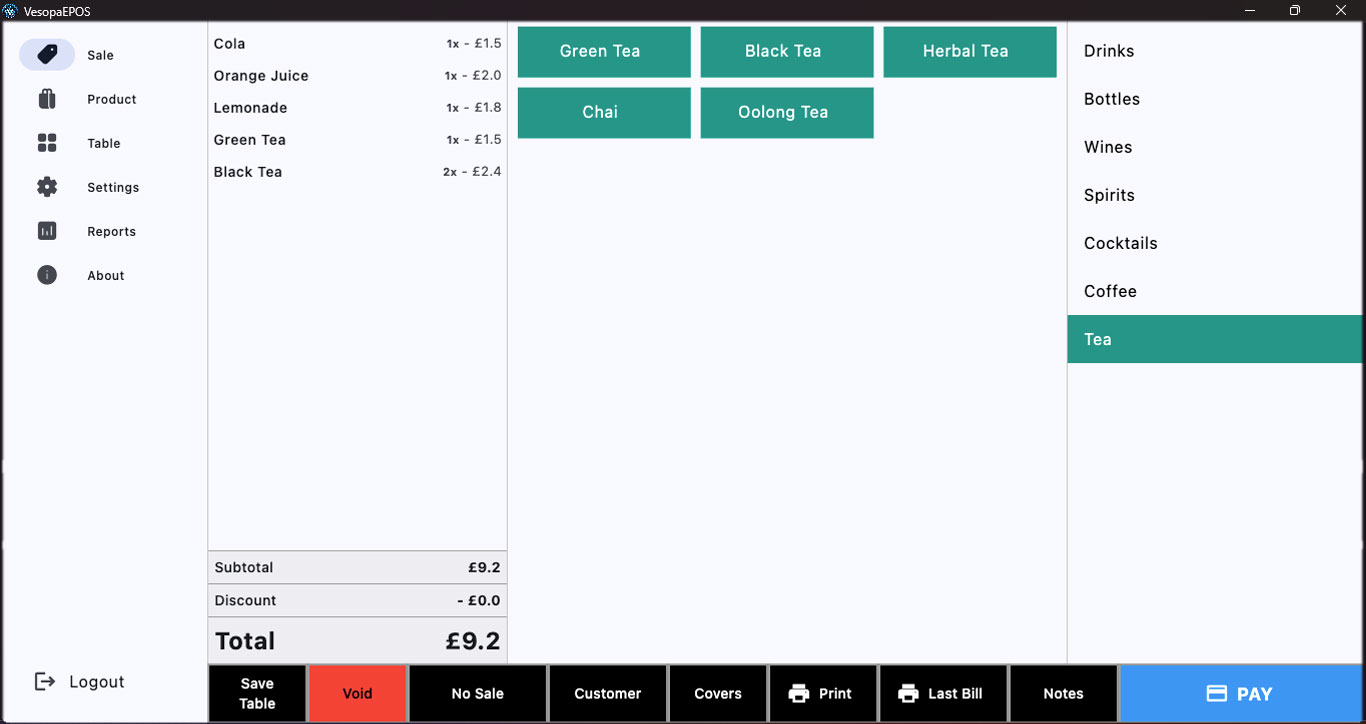 VesopaEPOS
Sale
Product
Table
Settings
Reports
About
Logout
Cola 1x - £1.5
Orange Juice 1x - £2.0
Lemonade 1x - £1.8
Green Tea 1x - £1.5
Black Tea 2x - £2.4
Subtotal £9.2
Discount - £0.0
Total £9.2
Green Tea Black Tea Herbal Tea
Chai Oolong Tea
Drinks
Bottles
Wines
Spirits
Cocktails
Coffee
Tea
Save
Table
Void
No Sale
Customer
Covers
Print
Last Bill
Notes
PAY